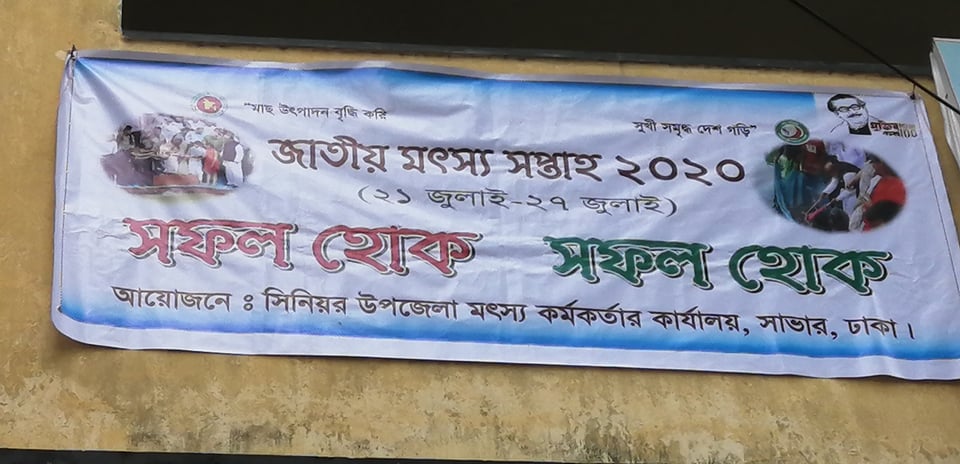 "মাছ উৎপাদন বৃদ্ধি করি
সুখী সমৃদ্ধ দেশ গড়ি"
জাতীয় মৎস্য সপ্তাহ ২০২০
(২১ জুলাই-২৭ জুলাই)
সফল হোক সফল হোক
আয়োজনে ঃ সিনিয়র উপজেলা মৎস্য কর্মকর্তার কার্যালয়, সাভার, ঢাকা।